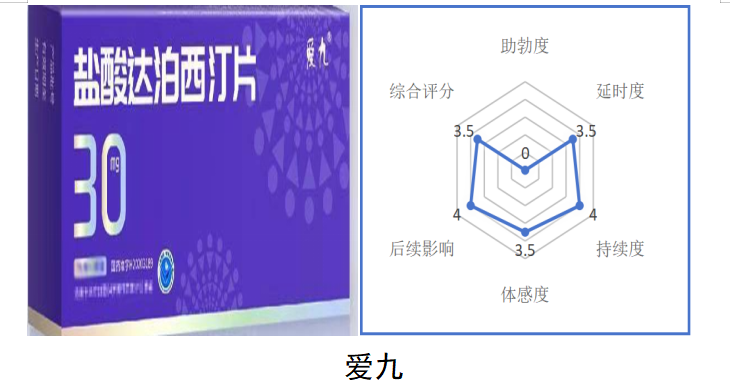 爱九
盐酸达泊西汀片
30
mg
助勃度
综合评分
延时度
3.5
3.5
0
4
4
3.5
后续影响
持续度
体感度
爱九